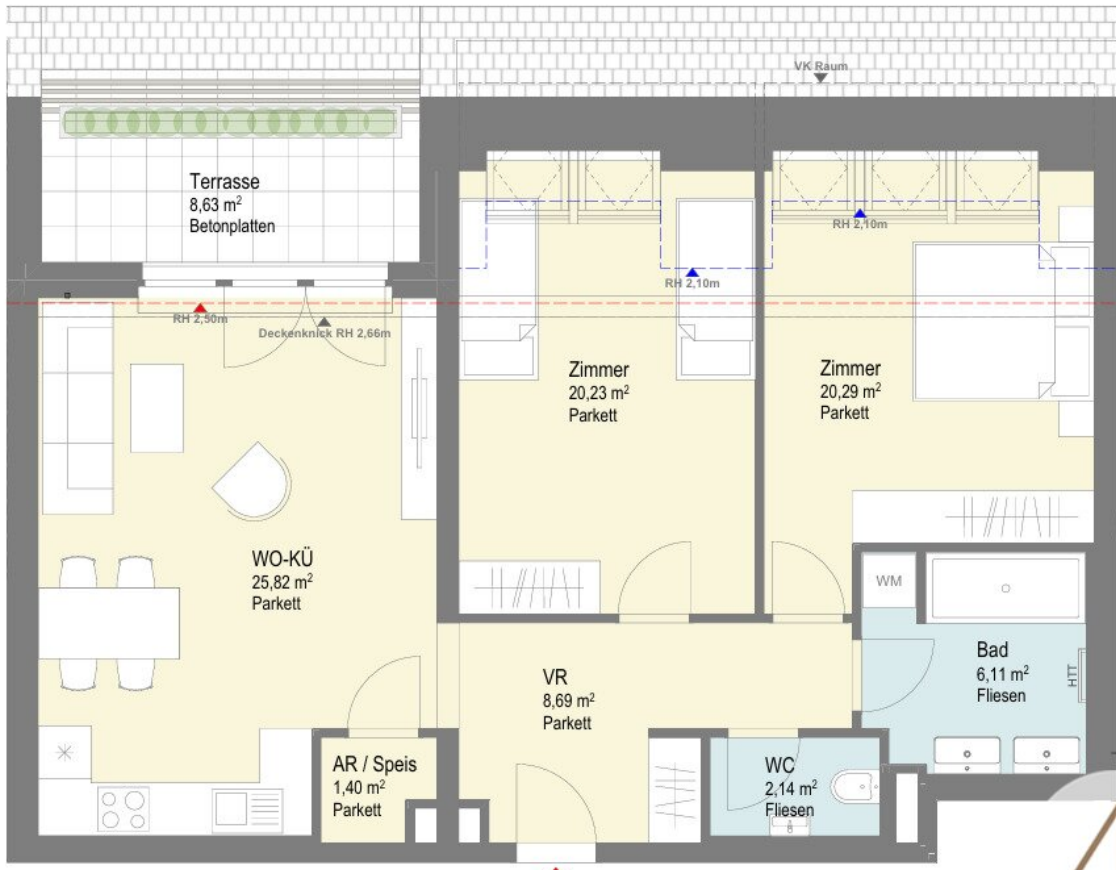 VK Raum
Terrasse
8,63 m²
Betonplatten
RH 2,10m
RH 2,10m
RH 2,50m
Deckenknick RH 2,66m
Zimmer
20,23 m²
Parkett
Zimmer
20,29 m²
Parkett
WO-KÜ
25,82 m²
Parkett
WM
Bad
6,11 m²
Fliesen
HTT
VR
8,69 m²
Parkett
AR / Speis
1,40 m²
Parkett
WC
2,14 m²
Fliesen